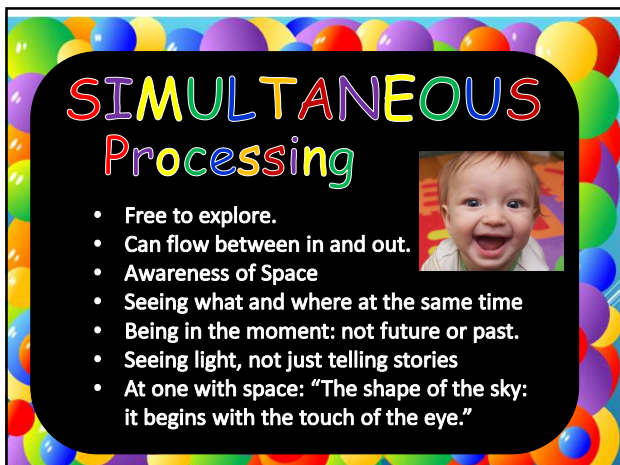 SIMULTANEOUS
Processing
• Free to explore.
• Can flow between in and out.
• Awareness of Space
• Seeing what and where at the same time
• Being in the moment: not future or past.
• Seeing light, not just telling stories
• At one with space: “The shape of the sky:
it begins with the touch of the eye.”